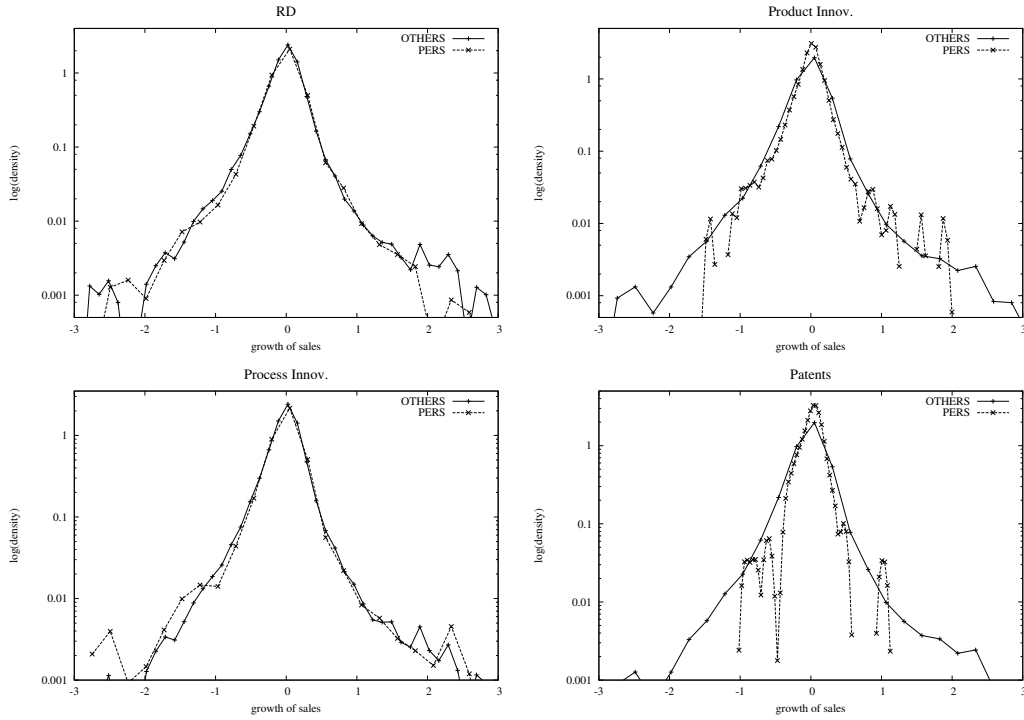 RD
OTHERS
PERS
1
0.1
0.01
0.001
log(density)
-3 -2 -1 0 1 2 3
growth of sales
Product Innov.
OTHERS
PERS
1
0.1
0.01
0.001
log(density)
-3 -2 -1 0 1 2 3
growth of sales
Process Innov.
OTHERS
PERS
1
0.1
0.01
0.001
log(density)
-3 -2 -1 0 1 2 3
growth of sales
Patents
OTHERS
PERS
1
0.1
0.01
0.001
log(density)
-3 -2 -1 0 1 2 3
growth of sales